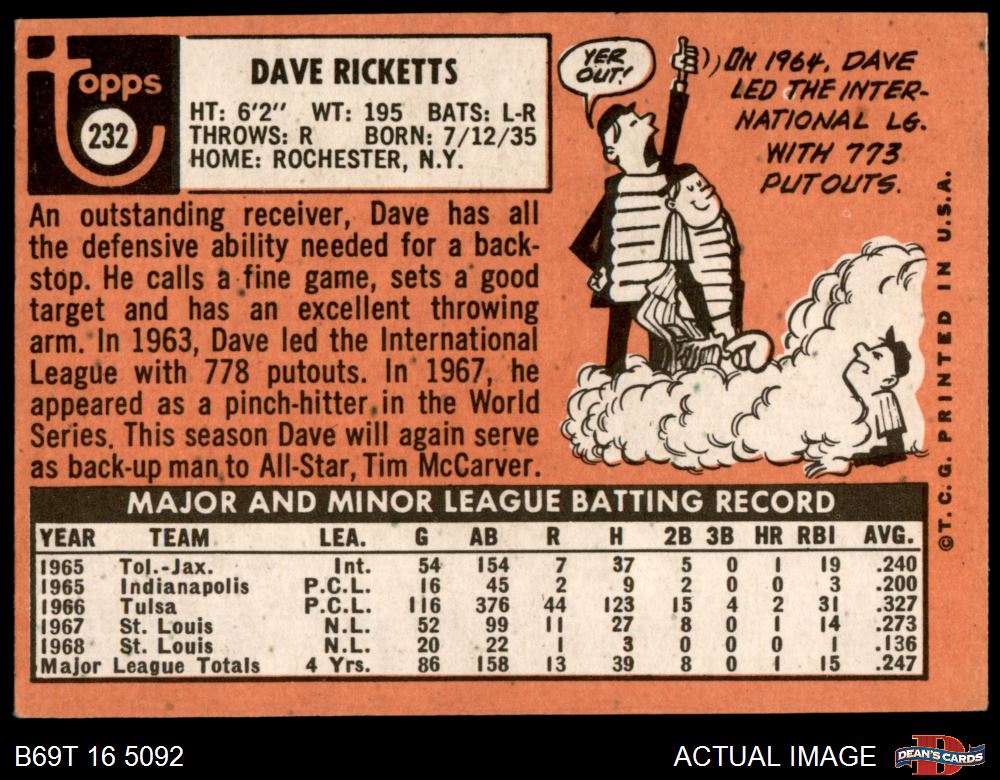 topps
232
DAVE RICKETTS
HT: 6'2" WT: 195 BATS: L-R
THROWS: R BORN: 7/12/35
HOME: ROCHESTER, N.Y.
YER
OUT!
ON 1964, DAVE
LED THE INTER-
NATIONAL LG.
WITH 773
PUTOUTS.
An outstanding receiver, Dave has all
the defensive ability needed for a back-
stop. He calls a fine game, sets a good
target and has an excellent throwing
arm. In 1963, Dave led the International
League with 778 putouts. In 1967, he
appeared as a pinch-hitter in the World
Series. This season Dave will again serve
as back-up man to All-Star, Tim McCarver.
©T. C. G. PRINTED IN U.S.A.
MAJOR AND MINOR LEAGUE BATTING RECORD
YEAR TEAM LEA. G AB R H 2B 3B HR RBI AVG.
1965 Tol.-Jax. Int. 54 154 7 37 5 0 1 19 .240
1965 Indianapolis P.C.L. 16 45 2 9 2 0 0 3 .200
1966 Tulsa P.C.L. 116 376 44 123 15 4 2 31 .327
1967 St. Louis N.L. 52 99 11 27 8 0 1 14 .273
1968 St. Louis N.L. 20 22 1 3 0 0 0 1 .136
Major League Totals 4 Yrs. 86 158 13 39 8 0 1 15 .247
B69T 16 5092
ACTUAL IMAGE
DEAN'S CARDS